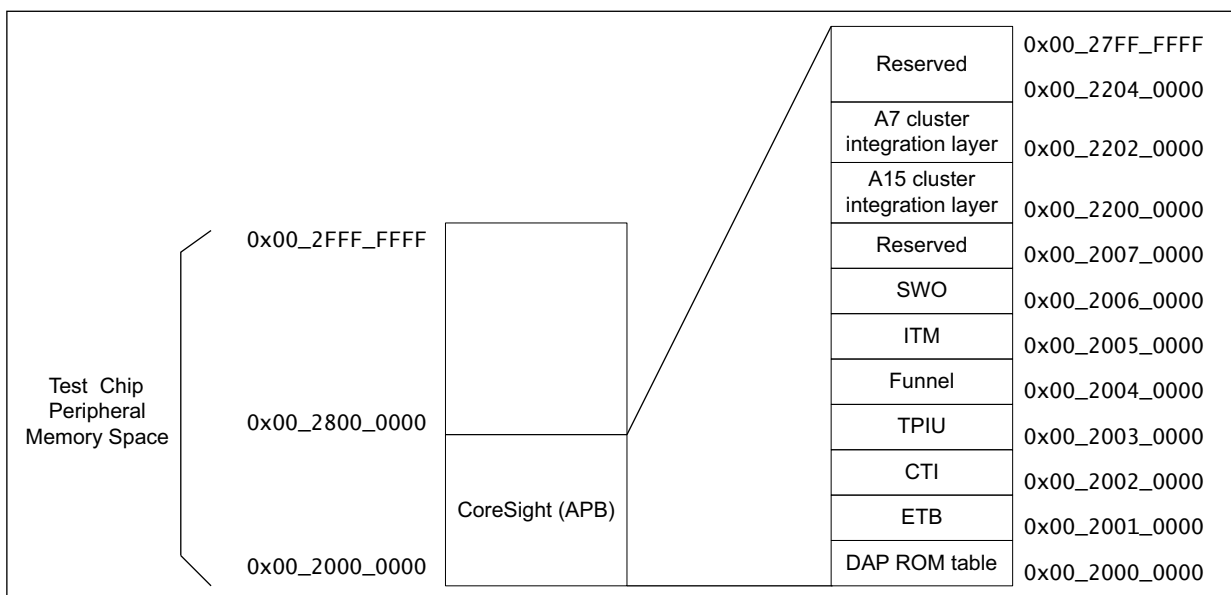 Test Chip
Peripheral
Memory Space
0x00_2FFF_FFFF
0x00_2800_0000
0x00_2000_0000
CoreSight (APB)
Reserved
0x00_27FF_FFFF
0x00_2204_0000
A7 cluster
integration layer
0x00_2202_0000
A15 cluster
integration layer
0x00_2200_0000
Reserved
0x00_2007_0000
SWO
0x00_2006_0000
ITM
0x00_2005_0000
Funnel
0x00_2004_0000
TPIU
0x00_2003_0000
CTI
0x00_2002_0000
ETB
0x00_2001_0000
DAP ROM table
0x00_2000_0000